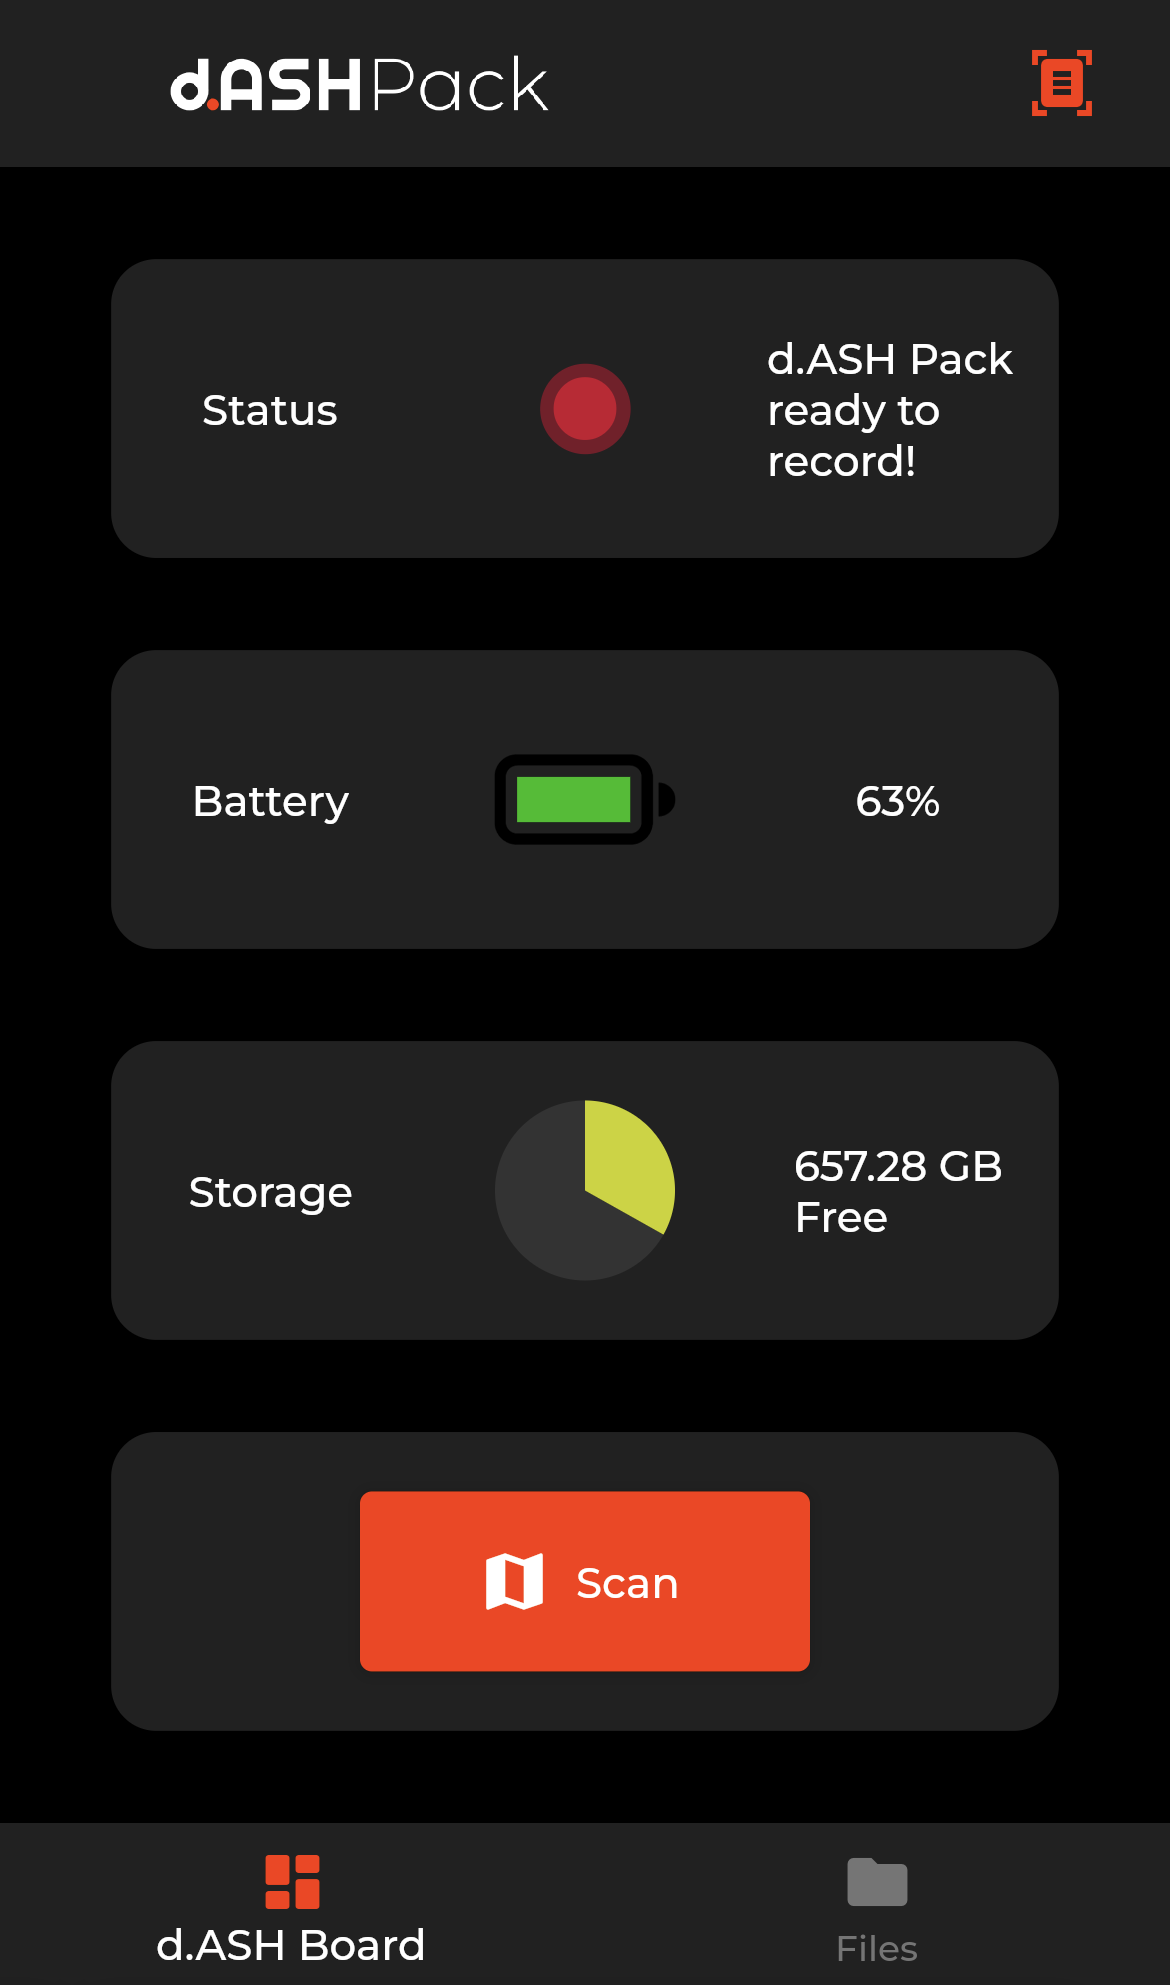 d.ASHPack
Status
d.ASH Pack
ready to
record!
Battery
63%
Storage
657.28 GB
Free
Scan
d.ASH Board
Files